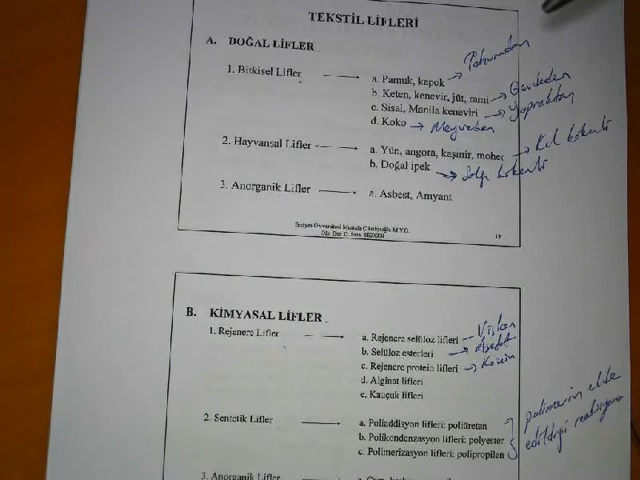 TEKSTİL LİFLERİ
A. DOĞAL LİFLER
1. Bitkisel Lifler
a. Pamuk, kapok → Tohumdan
b. Keten, kenevir, jüt, rami → Gövdeden
c. Sisal, Manila keneviri → Yapraktan
d. Koko → Meyveden
2. Hayvansal Lifler
a. Yün, angora, kaşmir, moher → Kıl kökenli
b. Doğal ipek → Salgı kökenli
3. Anorganik Lifler
a. Asbest, Amyant
17
B. KİMYASAL LİFLER
1. Rejenere Lifler
a. Rejenere selüloz lifleri – Viskon
b. Selüloz esterleri → Asetat
c. Rejenere protein lifleri → Kazein
d. Alginat lifleri
e. Kauçuk lifleri
2. Sentetik Lifler
a. Poliaddisyon lifleri: poliüretan
b. Polikondenzasyon lifleri: polyester
c. Polimerizasyon lifleri: polipropilen
polimerin elde
edildiği reaksiyona
3. Anorganik Lifler